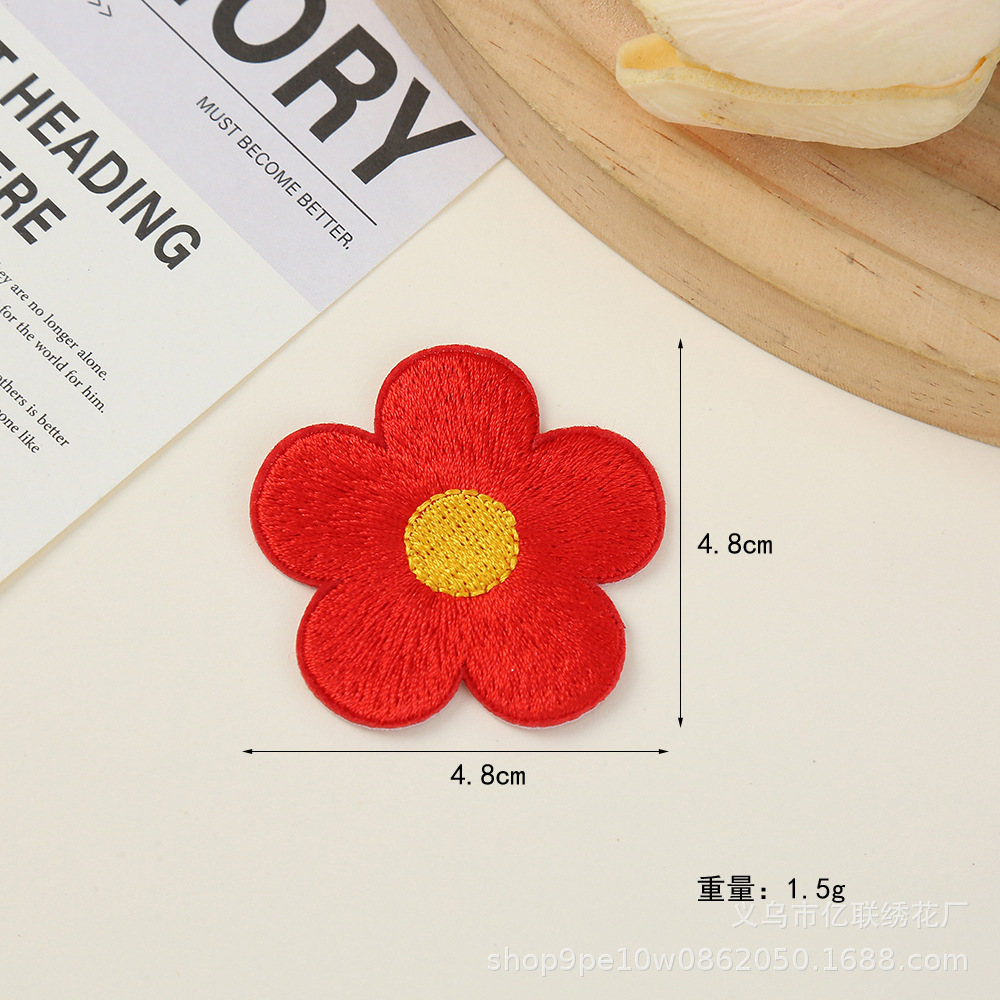 ORY
MUST BECOME BETTER.
T HEADING
ERE
ey are no longer alone.
for the world for him.
others is better
one like
4.8cm
4.8cm
重量：1.5g
义乌市亿联绣花厂
shop9pe10w0862050.1688.com